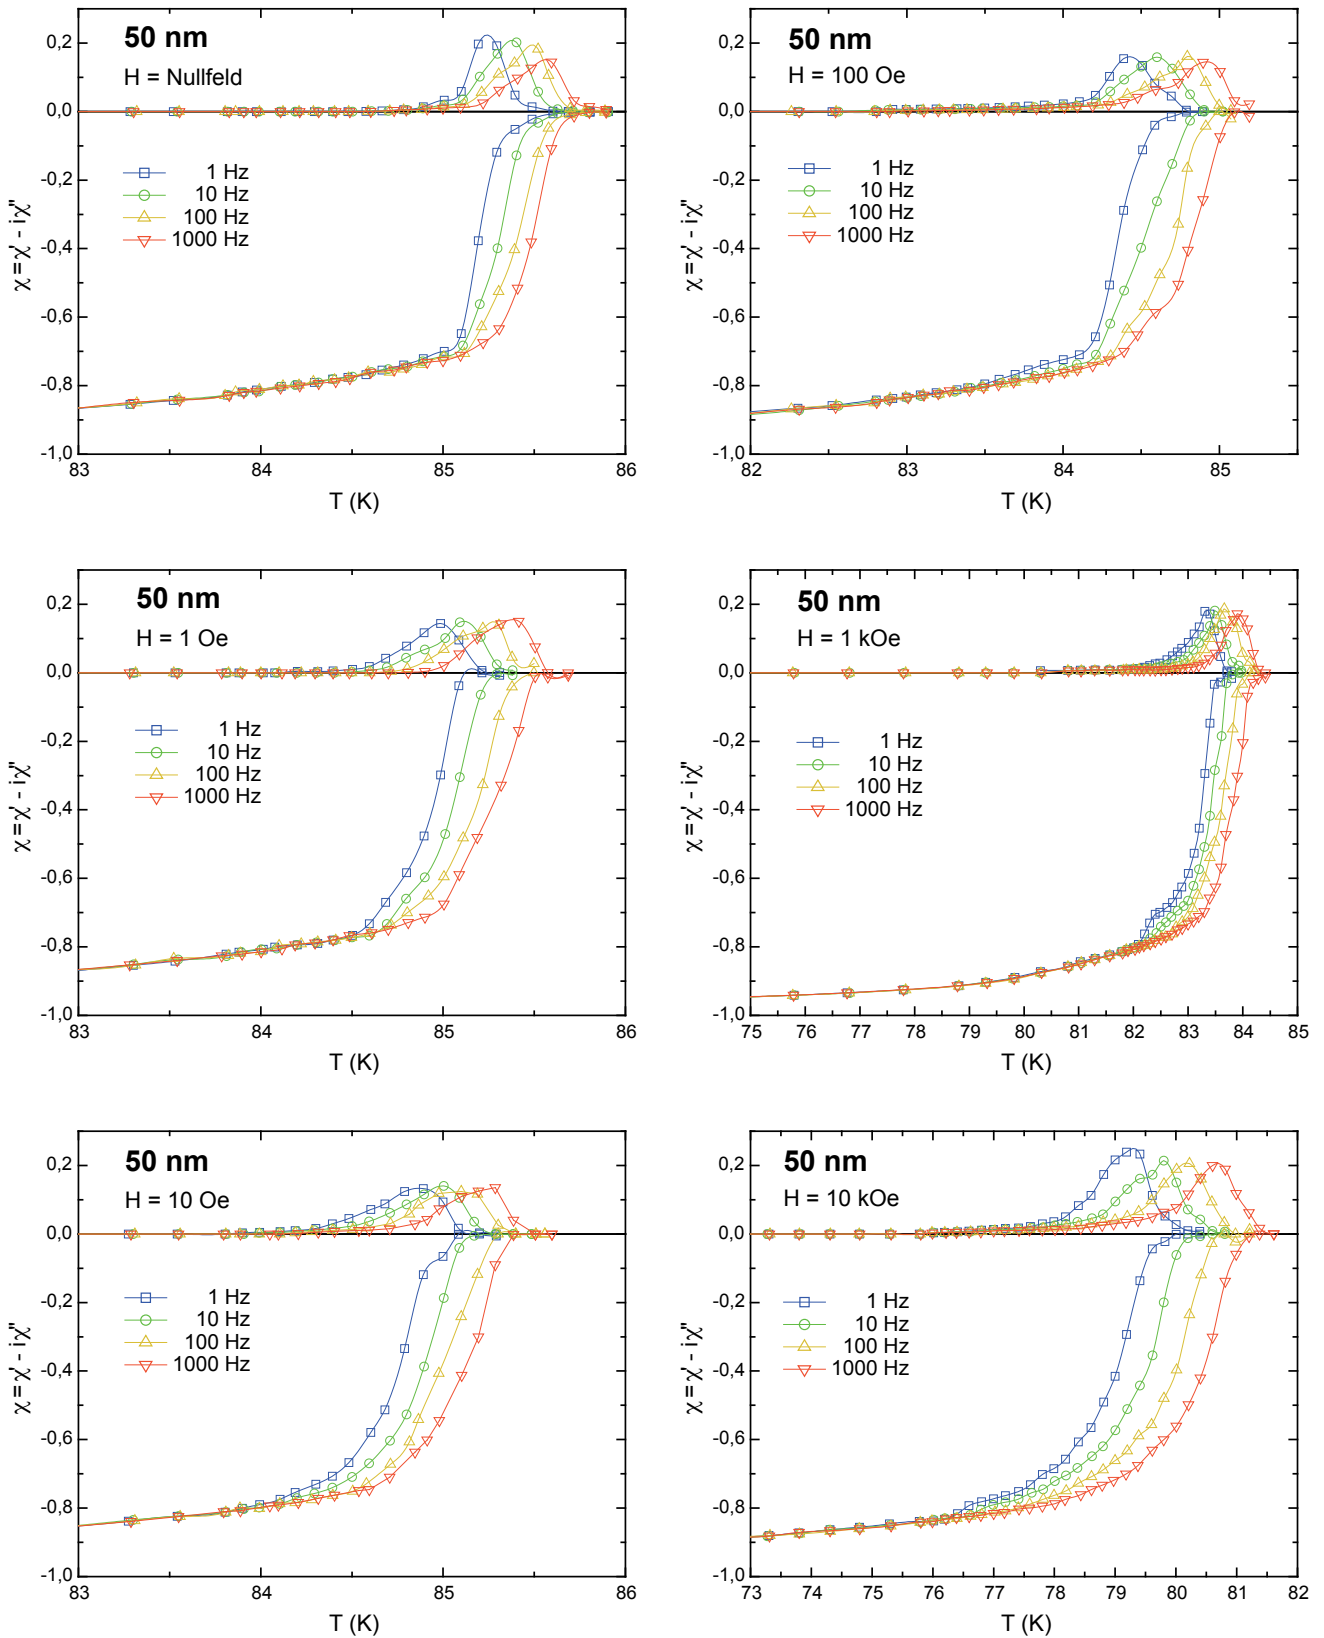 50 nm
H = Nullfeld
1 Hz
10 Hz
100 Hz
1000 Hz
χ = χ' - iχ''
0,2
0,0
-0,2
-0,4
-0,6
-0,8
-1,0
83 84 85 86
T (K)
50 nm
H = 100 Oe
1 Hz
10 Hz
100 Hz
1000 Hz
χ = χ' - iχ''
0,2
0,0
-0,2
-0,4
-0,6
-0,8
-1,0
82 83 84 85
T (K)
50 nm
H = 1 Oe
1 Hz
10 Hz
100 Hz
1000 Hz
χ = χ' - iχ''
0,2
0,0
-0,2
-0,4
-0,6
-0,8
-1,0
83 84 85 86
T (K)
50 nm
H = 1 kOe
1 Hz
10 Hz
100 Hz
1000 Hz
χ = χ' - iχ''
0,2
0,0
-0,2
-0,4
-0,6
-0,8
-1,0
75 76 77 78 79 80 81 82 83 84 85
T (K)
50 nm
H = 10 Oe
1 Hz
10 Hz
100 Hz
1000 Hz
χ = χ' - iχ''
0,2
0,0
-0,2
-0,4
-0,6
-0,8
-1,0
83 84 85 86
T (K)
50 nm
H = 10 kOe
1 Hz
10 Hz
100 Hz
1000 Hz
χ = χ' - iχ''
0,2
0,0
-0,2
-0,4
-0,6
-0,8
-1,0
73 74 75 76 77 78 79 80 81 82
T (K)